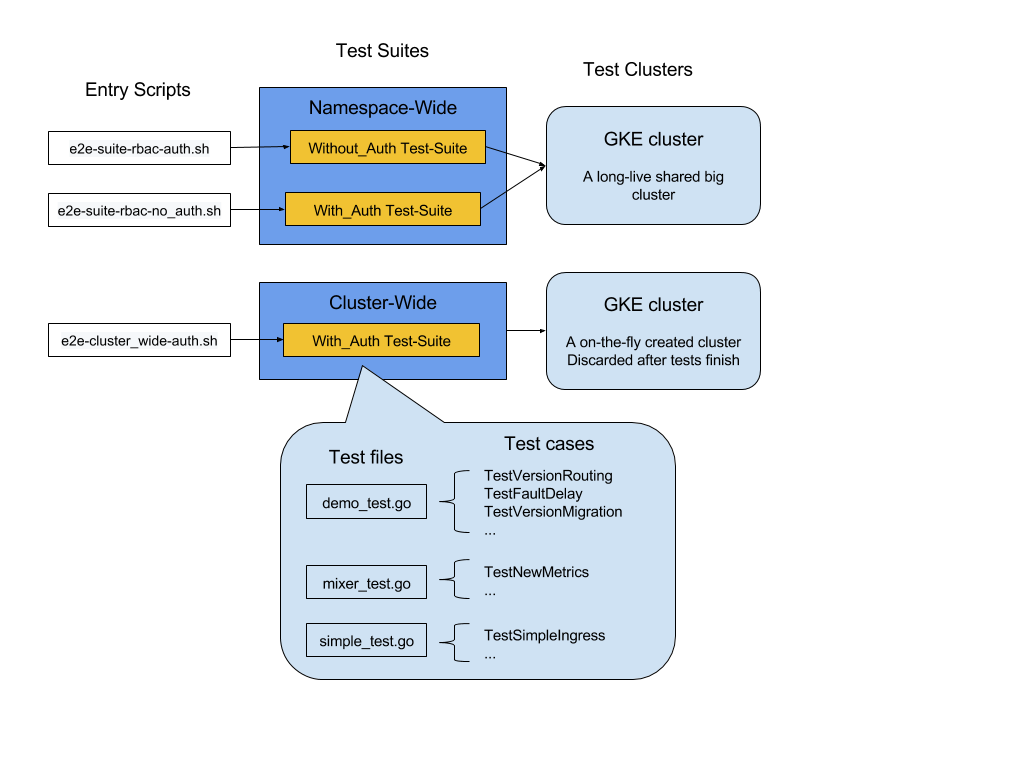 Test Suites
Test Clusters
Entry Scripts
Namespace-Wide
e2e-suite-rbac-auth.sh
Without_Auth Test-Suite
e2e-suite-rbac-no_auth.sh
With_Auth Test-Suite
GKE cluster
A long-live shared big
cluster
Cluster-Wide
e2e-cluster_wide-auth.sh
With_Auth Test-Suite
GKE cluster
A on-the-fly created cluster
Discarded after tests finish
Test files
Test cases
demo_test.go
TestVersionRouting
TestFaultDelay
TestVersionMigration
...
mixer_test.go
TestNewMetrics
...
simple_test.go
TestSimpleIngress
...